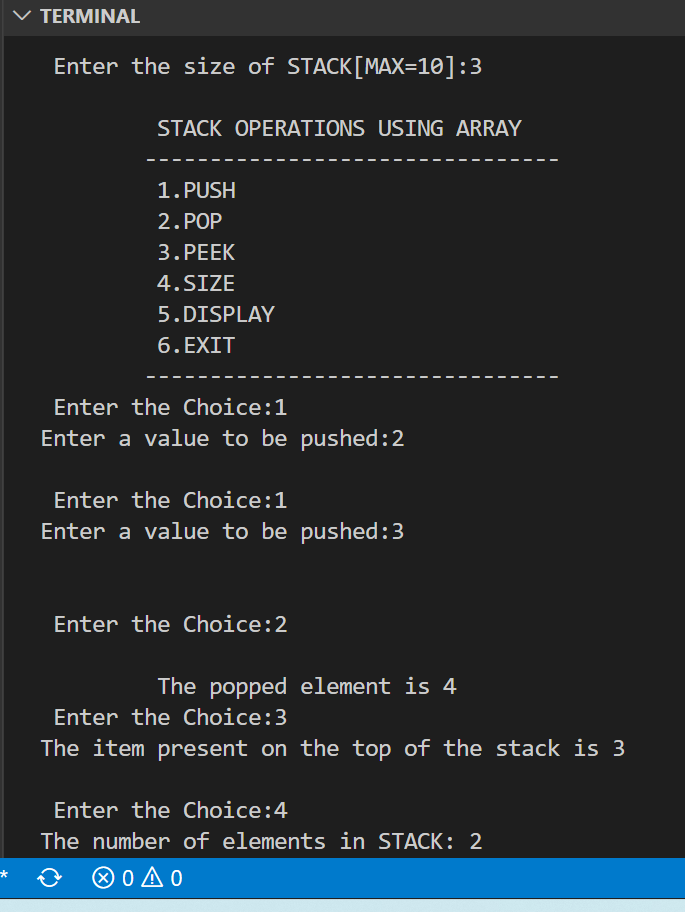 TERMINAL
Enter the size of STACK[MAX=10]:3
STACK OPERATIONS USING ARRAY
--------------------------------
1.PUSH
2.POP
3.PEEK
4.SIZE
5.DISPLAY
6.EXIT
--------------------------------
Enter the Choice:1
Enter a value to be pushed:2
Enter the Choice:1
Enter a value to be pushed:3
Enter the Choice:2
The popped element is 4
Enter the Choice:3
The item present on the top of the stack is 3
Enter the Choice:4
The number of elements in STACK: 2
* 0 0